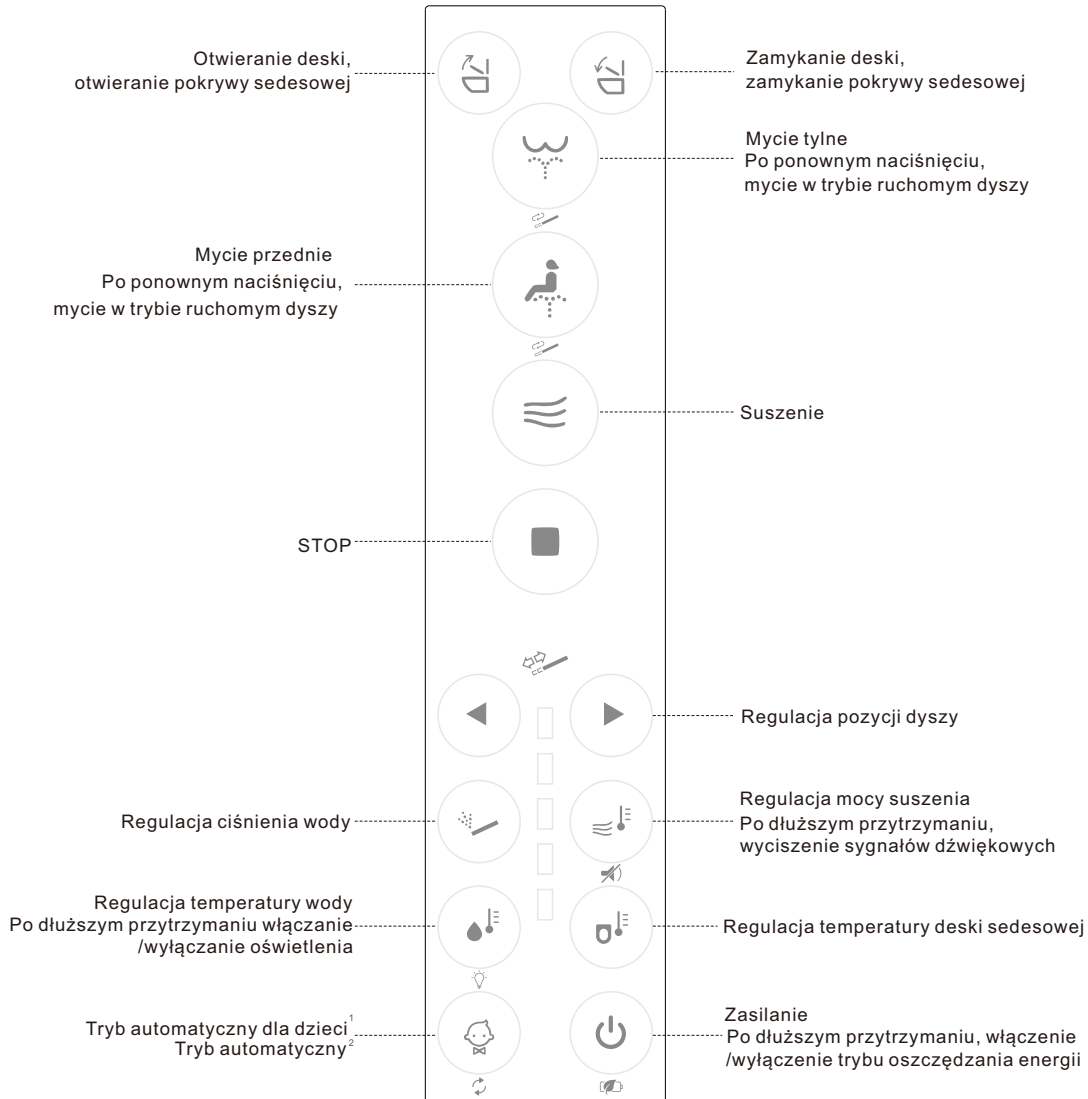 Otwieranie deski,
otwieranie pokrywy sedesowej
Zamykanie deski,
zamykanie pokrywy sedesowej
Mycie tylne
Po ponownym naciśnięciu,
mycie w trybie ruchomym dyszy
Mycie przednie
Po ponownym naciśnięciu,
mycie w trybie ruchomym dyszy
Suszenie
STOP
Regulacja pozycji dyszy
Regulacja ciśnienia wody
Regulacja mocy suszenia
Po dłuższym przytrzymaniu,
wyciszenie sygnałów dźwiękowych
Regulacja temperatury wody
Po dłuższym przytrzymaniu włączanie
/wyłączanie oświetlenia
Regulacja temperatury deski sedesowej
Tryb automatyczny dla dzieci¹
Tryb automatyczny²
Zasilanie
Po dłuższym przytrzymaniu, włączenie
/wyłączenie trybu oszczędzania energii